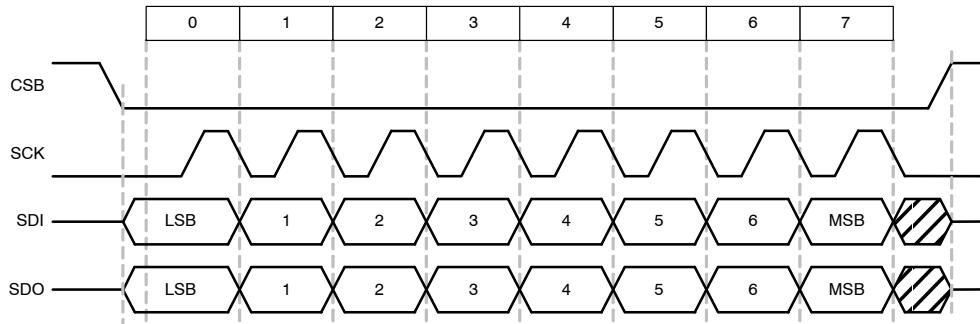 0 1 2 3 4 5 6 7
CSB
SCK
SDI LSB 1 2 3 4 5 6 MSB
SDO LSB 1 2 3 4 5 6 MSB